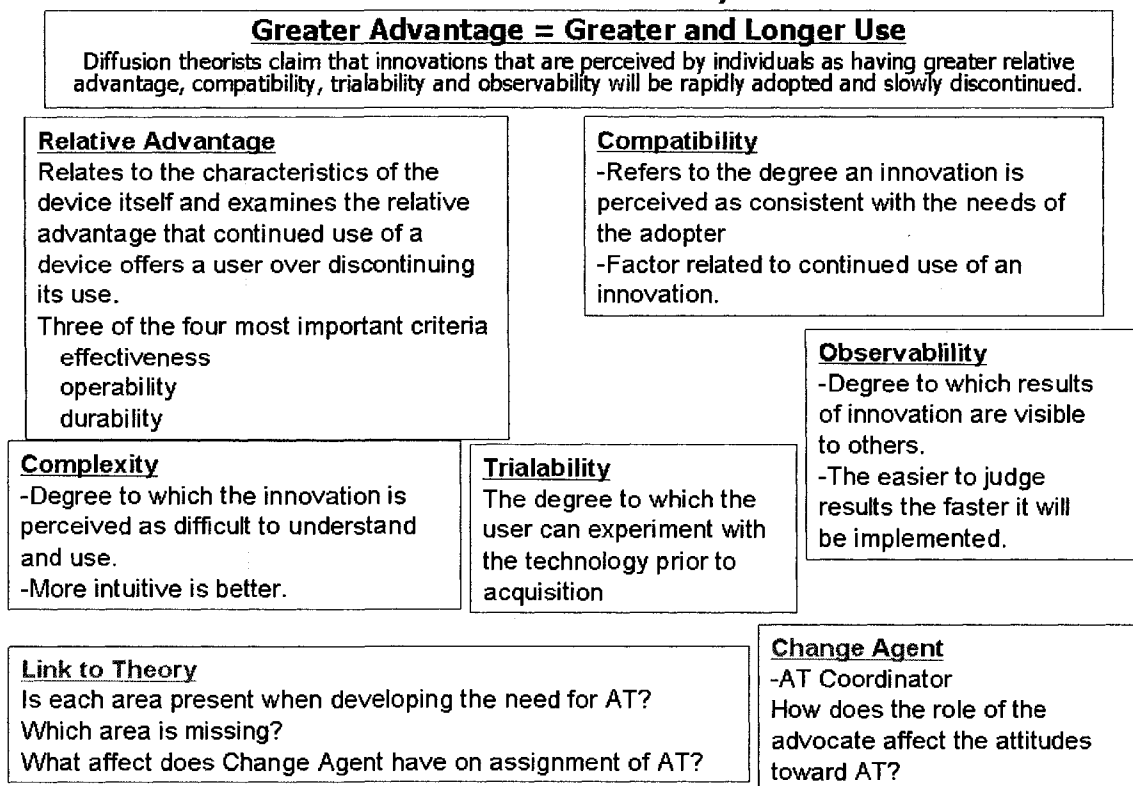 Greater Advantage = Greater and Longer Use
Diffusion theorists claim that innovations that are perceived by individuals as having greater relative
advantage, compatibility, trialability and observability will be rapidly adopted and slowly discontinued.
Relative Advantage
Relates to the characteristics of the
device itself and examines the relative
advantage that continued use of a
device offers a user over discontinuing
its use.
Three of the four most important criteria
effectiveness
operability
durability
Compatibility
-Refers to the degree an innovation is
perceived as consistent with the needs of
the adopter
-Factor related to continued use of an
innovation.
Observablility
-Degree to which results
of innovation are visible
to others.
-The easier to judge
results the faster it will
be implemented.
Complexity
-Degree to which the innovation is
perceived as difficult to understand
and use.
-More intuitive is better.
Trialability
The degree to which the
user can experiment with
the technology prior to
acquisition
Link to Theory
Is each area present when developing the need for AT?
Which area is missing?
What affect does Change Agent have on assignment of AT?
Change Agent
-AT Coordinator
How does the role of the
advocate affect the attitudes
toward AT?